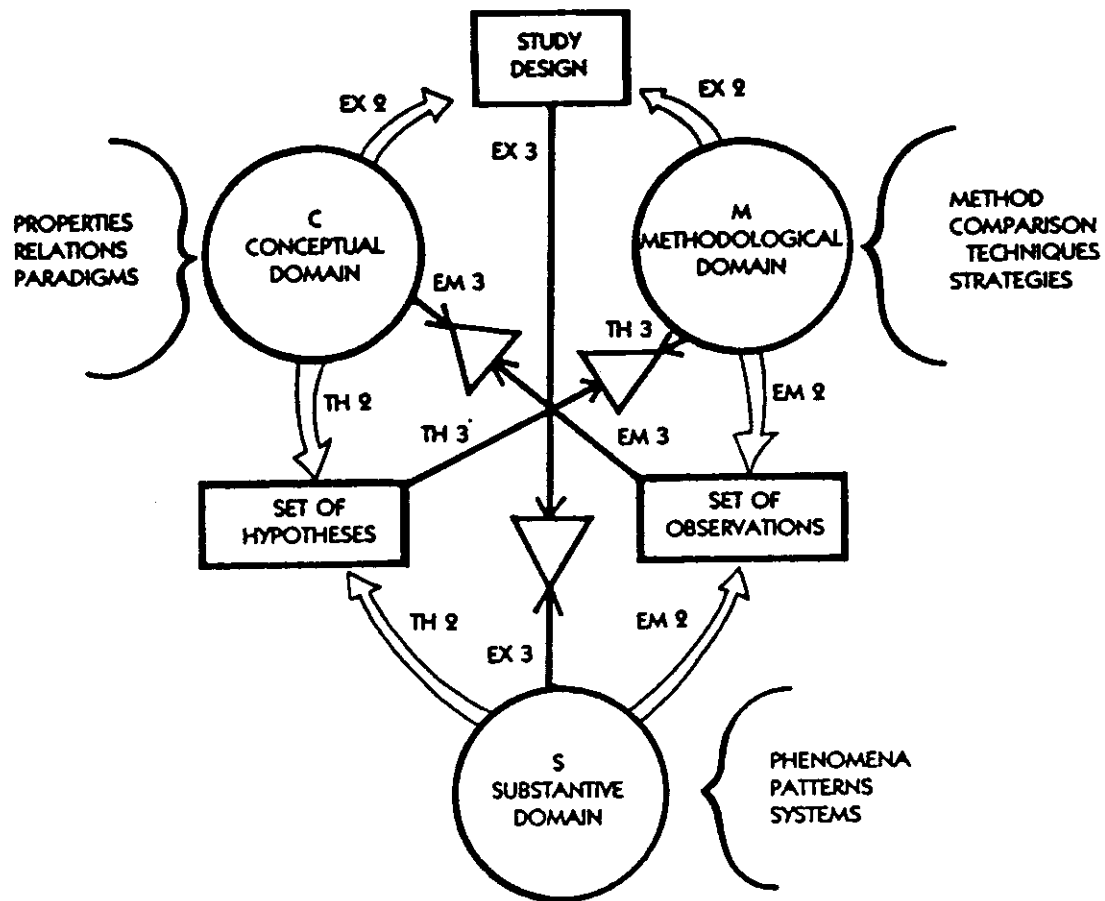 STUDY
DESIGN
EX 2
EX 2
EX 3
PROPERTIES
RELATIONS
PARADIGMS
C
CONCEPTUAL
DOMAIN
M
METHODOLOGICAL
DOMAIN
METHOD
COMPARISON
TECHNIQUES
STRATEGIES
EM 3
TH 3
TH 2
EM 2
TH 3
EM 3
SET OF
HYPOTHESES
SET OF
OBSERVATIONS
TH 2
EM 2
EX 3
S
SUBSTANTIVE
DOMAIN
PHENOMENA
PATTERNS
SYSTEMS